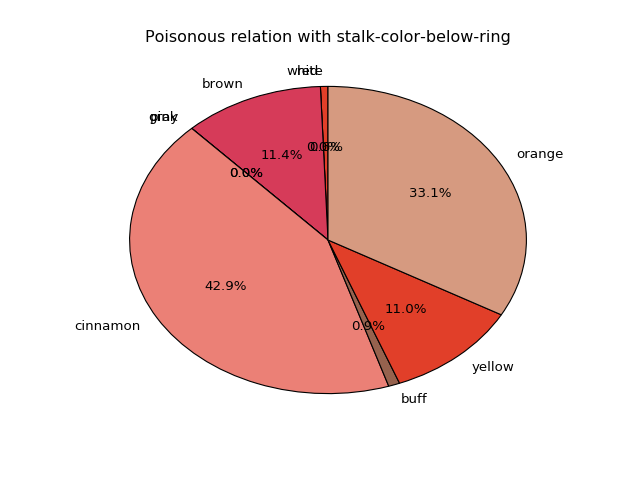 Poisonous relation with stalk-color-below-ring
brown
orange
11.4%
0.0%
33.1%
42.9%
11.0%
0.9%
cinnamon
yellow
buff